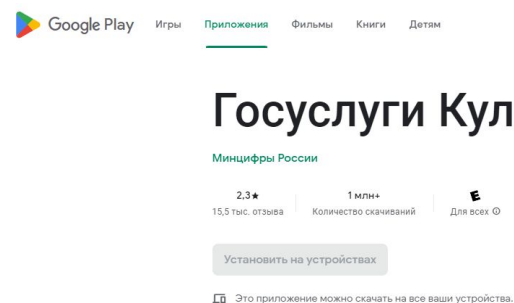 Google Play Игры Приложения Фильмы Книги Детям
Госуслуги Кул
Минцифры России
2,3★ 1 млн+ E
15,5 тыс. отзыва Количество скачиваний Для всех
Установить на устройствах
Это приложение можно скачать на все ваши устройства.